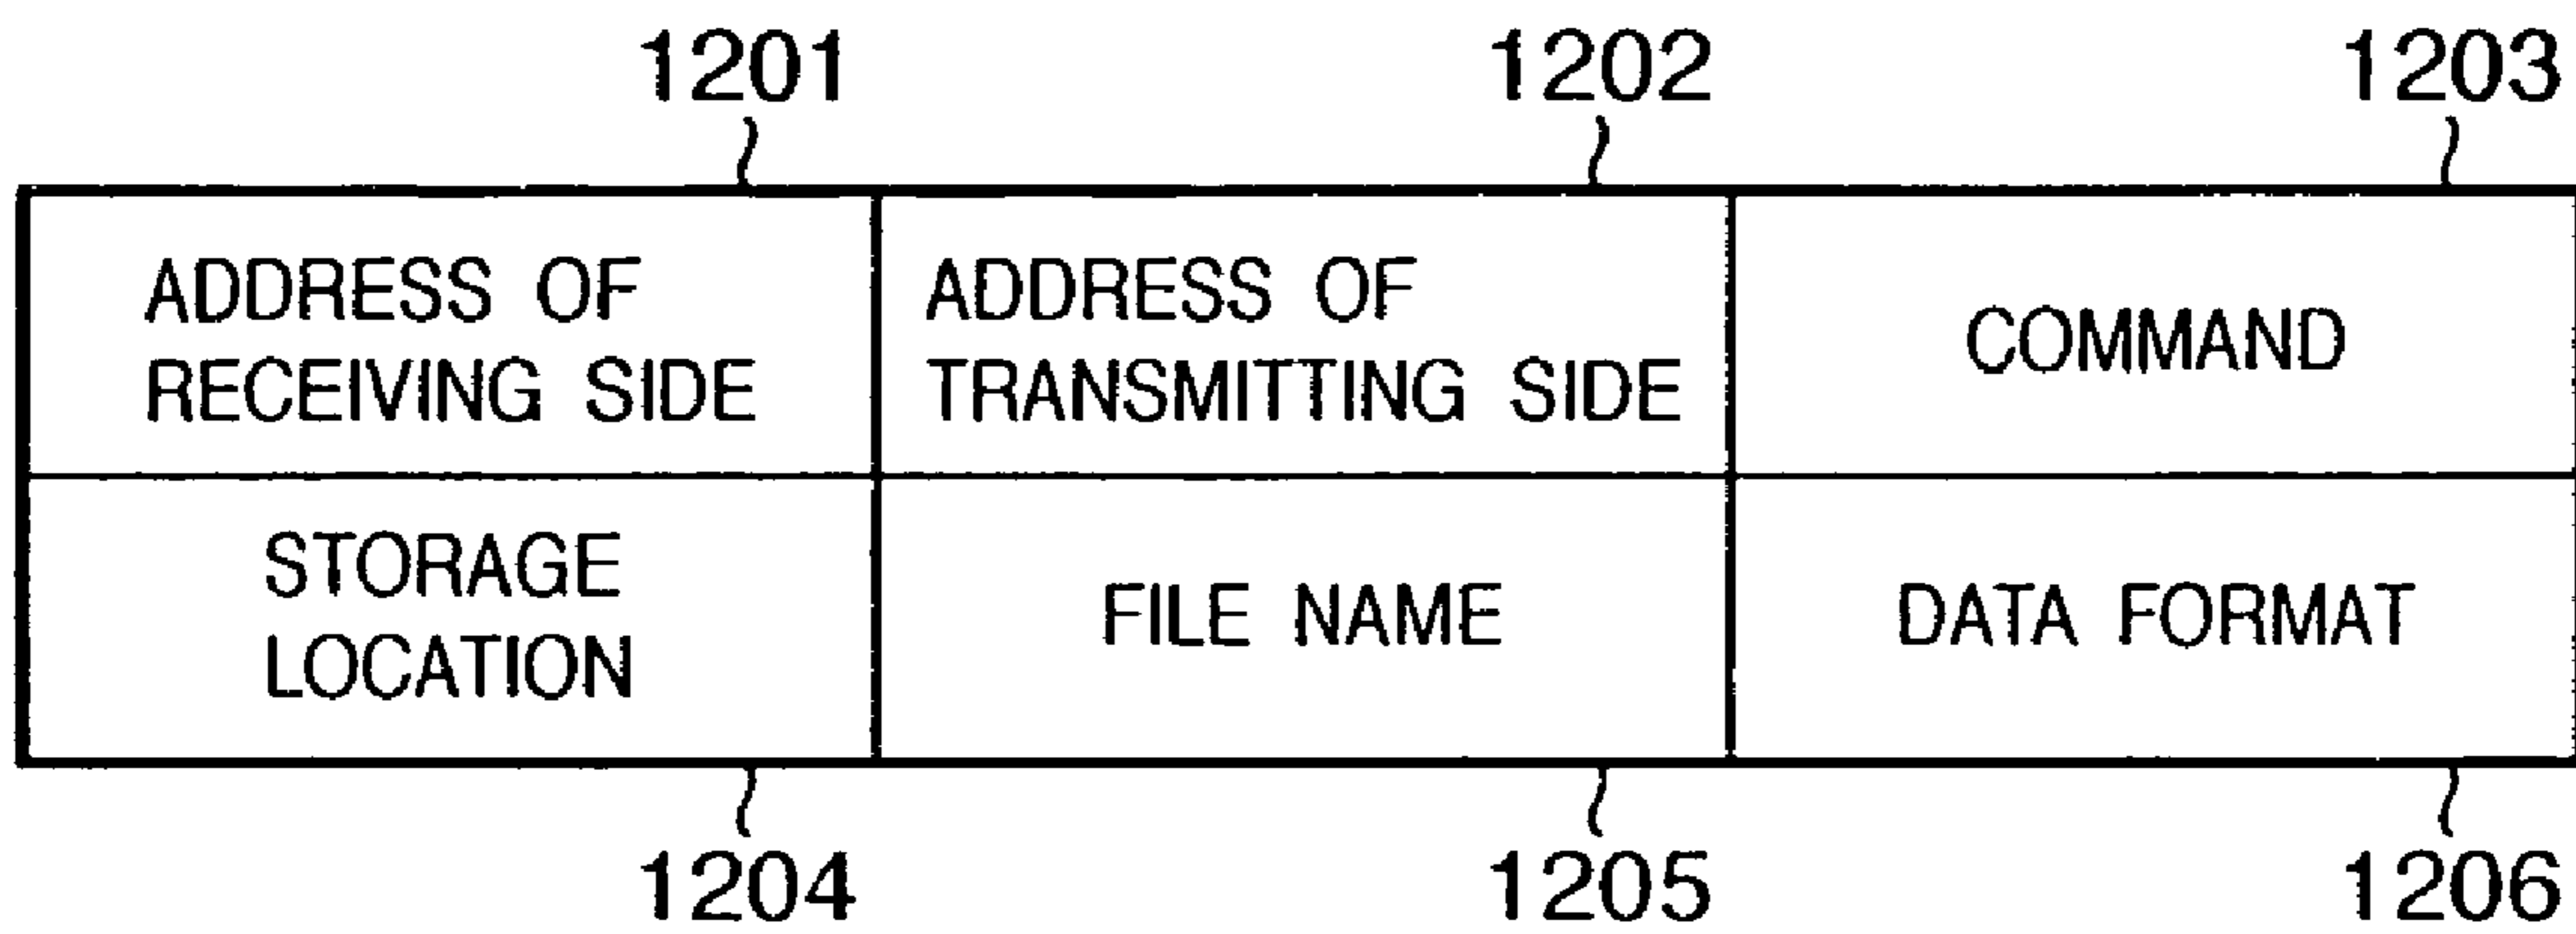 1201 1202 1203
ADDRESS OF
RECEIVING SIDE
ADDRESS OF
TRANSMITTING SIDE
COMMAND
STORAGE
LOCATION
FILE NAME
DATA FORMAT
1204 1205 1206